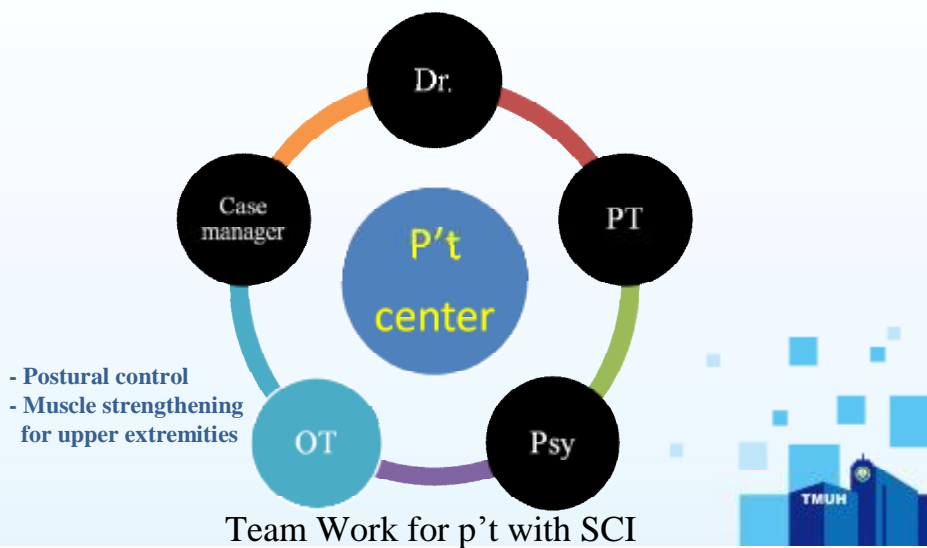 Dr.
Case
manager
PT
P't
center
- Postural control
- Muscle strengthening
for upper extremities
OT
Psy
TMUH
Team Work for p't with SCI